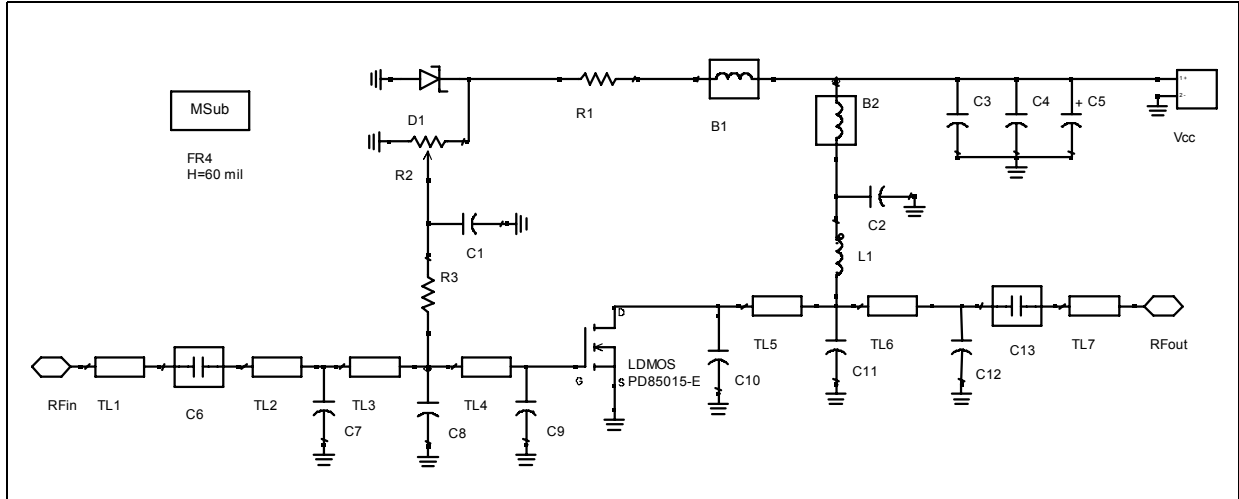 MSub
FR4
H=60 mil
D1
R2
R1
B1
B2
C3
C4
+ C5
1+
2-
Vcc
C1
C2
R3
L1
RFin
TL1
C6
TL2
C7
TL3
C8
TL4
C9
G
D
S
LDMOS
PD85015-E
C10
TL5
C11
TL6
C12
C13
TL7
RFout